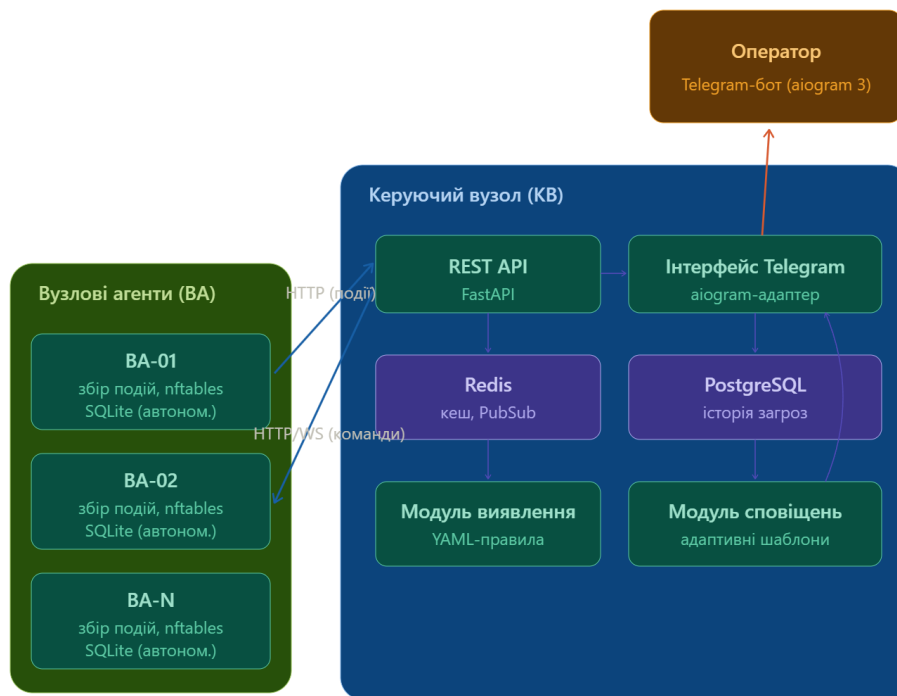 Оператор
Telegram-бот (aiogram 3)
Керуючий вузол (КВ)
REST API
FastAPI
Інтерфейс Telegram
aiogram-адаптер
Вузлові агенти (ВА)
HTTP (події)
ВА-01
збір подій, nftables
SQLite (автоном.)
Redis
кеш, PubSub
PostgreSQL
історія загроз
HTTP/WS (команди)
ВА-02
збір подій, nftables
SQLite (автоном.)
Модуль виявлення
YAML-правила
Модуль сповіщень
адаптивні шаблони
ВА-N
збір подій, nftables
SQLite (автоном.)